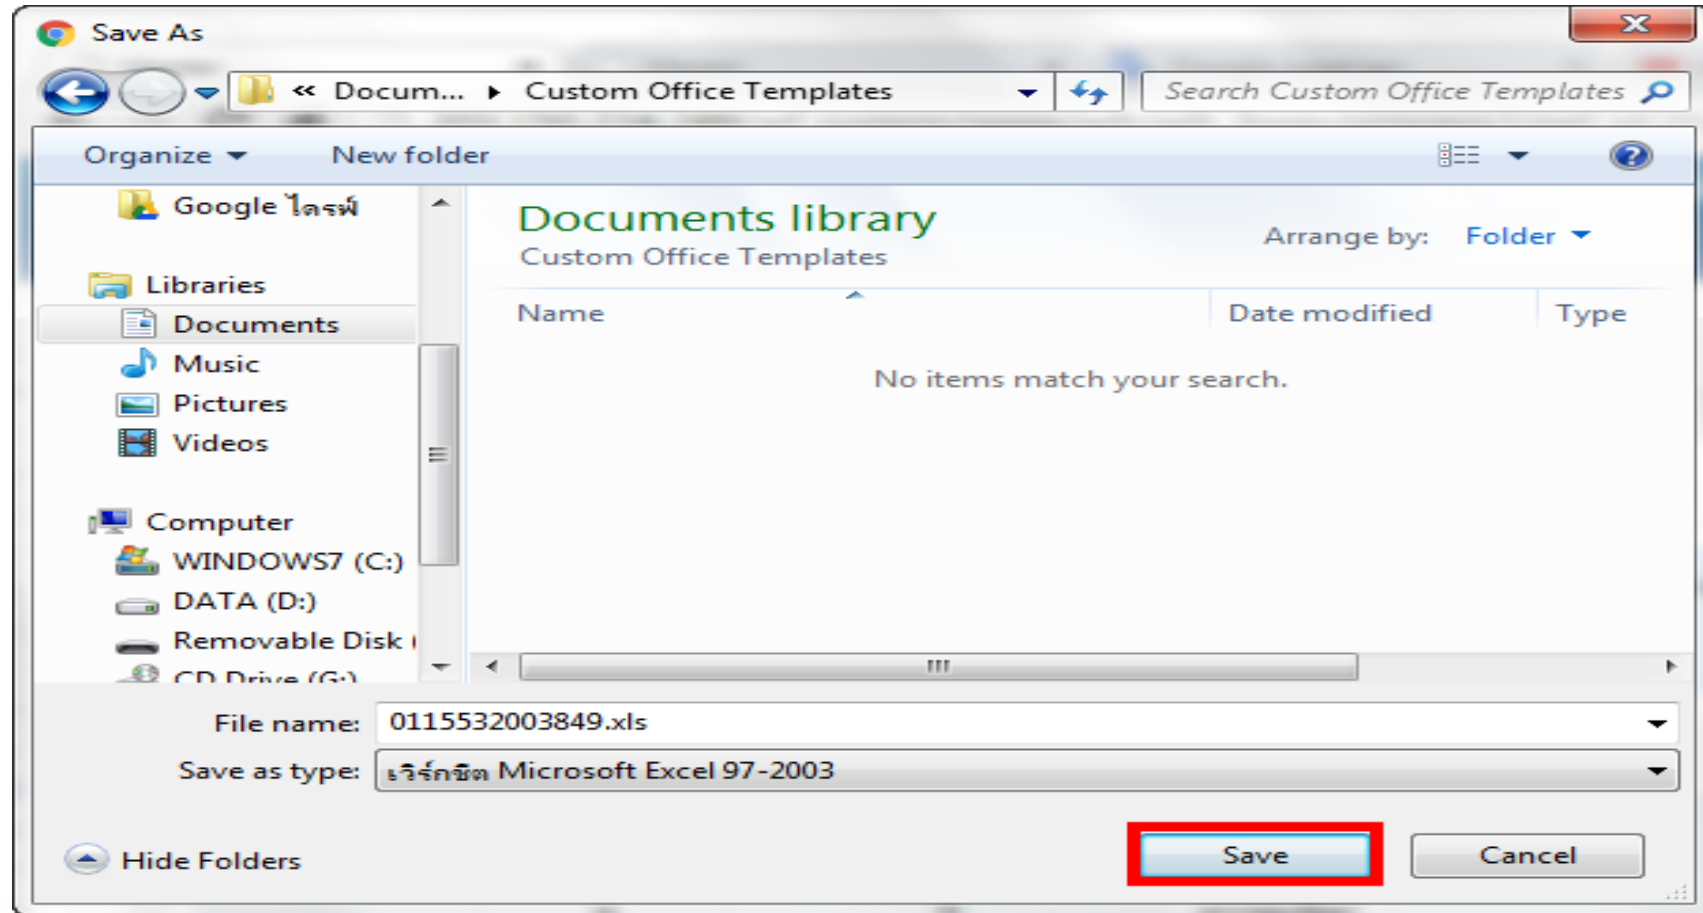 Save As
« Docum... ▸ Custom Office Templates
Search Custom Office Templates
Organize
New folder
Google ไดรฟ์
Libraries
Documents
Music
Pictures
Videos
Computer
WINDOWS7 (C:)
DATA (D:)
Removable Disk (
CD Drive (G:)
Documents library
Custom Office Templates
Arrange by: Folder
Name
Date modified
Type
No items match your search.
File name: 0115532003849.xls
Save as type: เวิร์กชีต Microsoft Excel 97-2003
Hide Folders
Save
Cancel